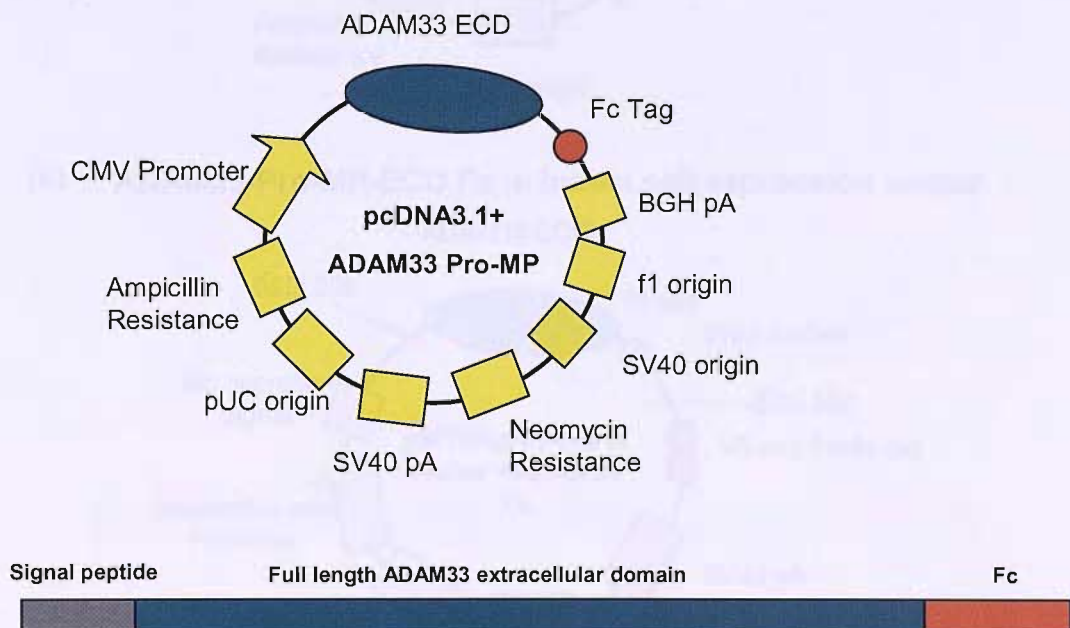 ADAM33 ECD
Fc Tag
CMV Promoter
BGH pA
pcDNA3.1+
ADAM33 Pro-MP
Ampicillin
Resistance
f1 origin
SV40 origin
pUC origin
Neomycin
Resistance
SV40 pA
Signal peptide Full length ADAM33 extracellular domain Fc